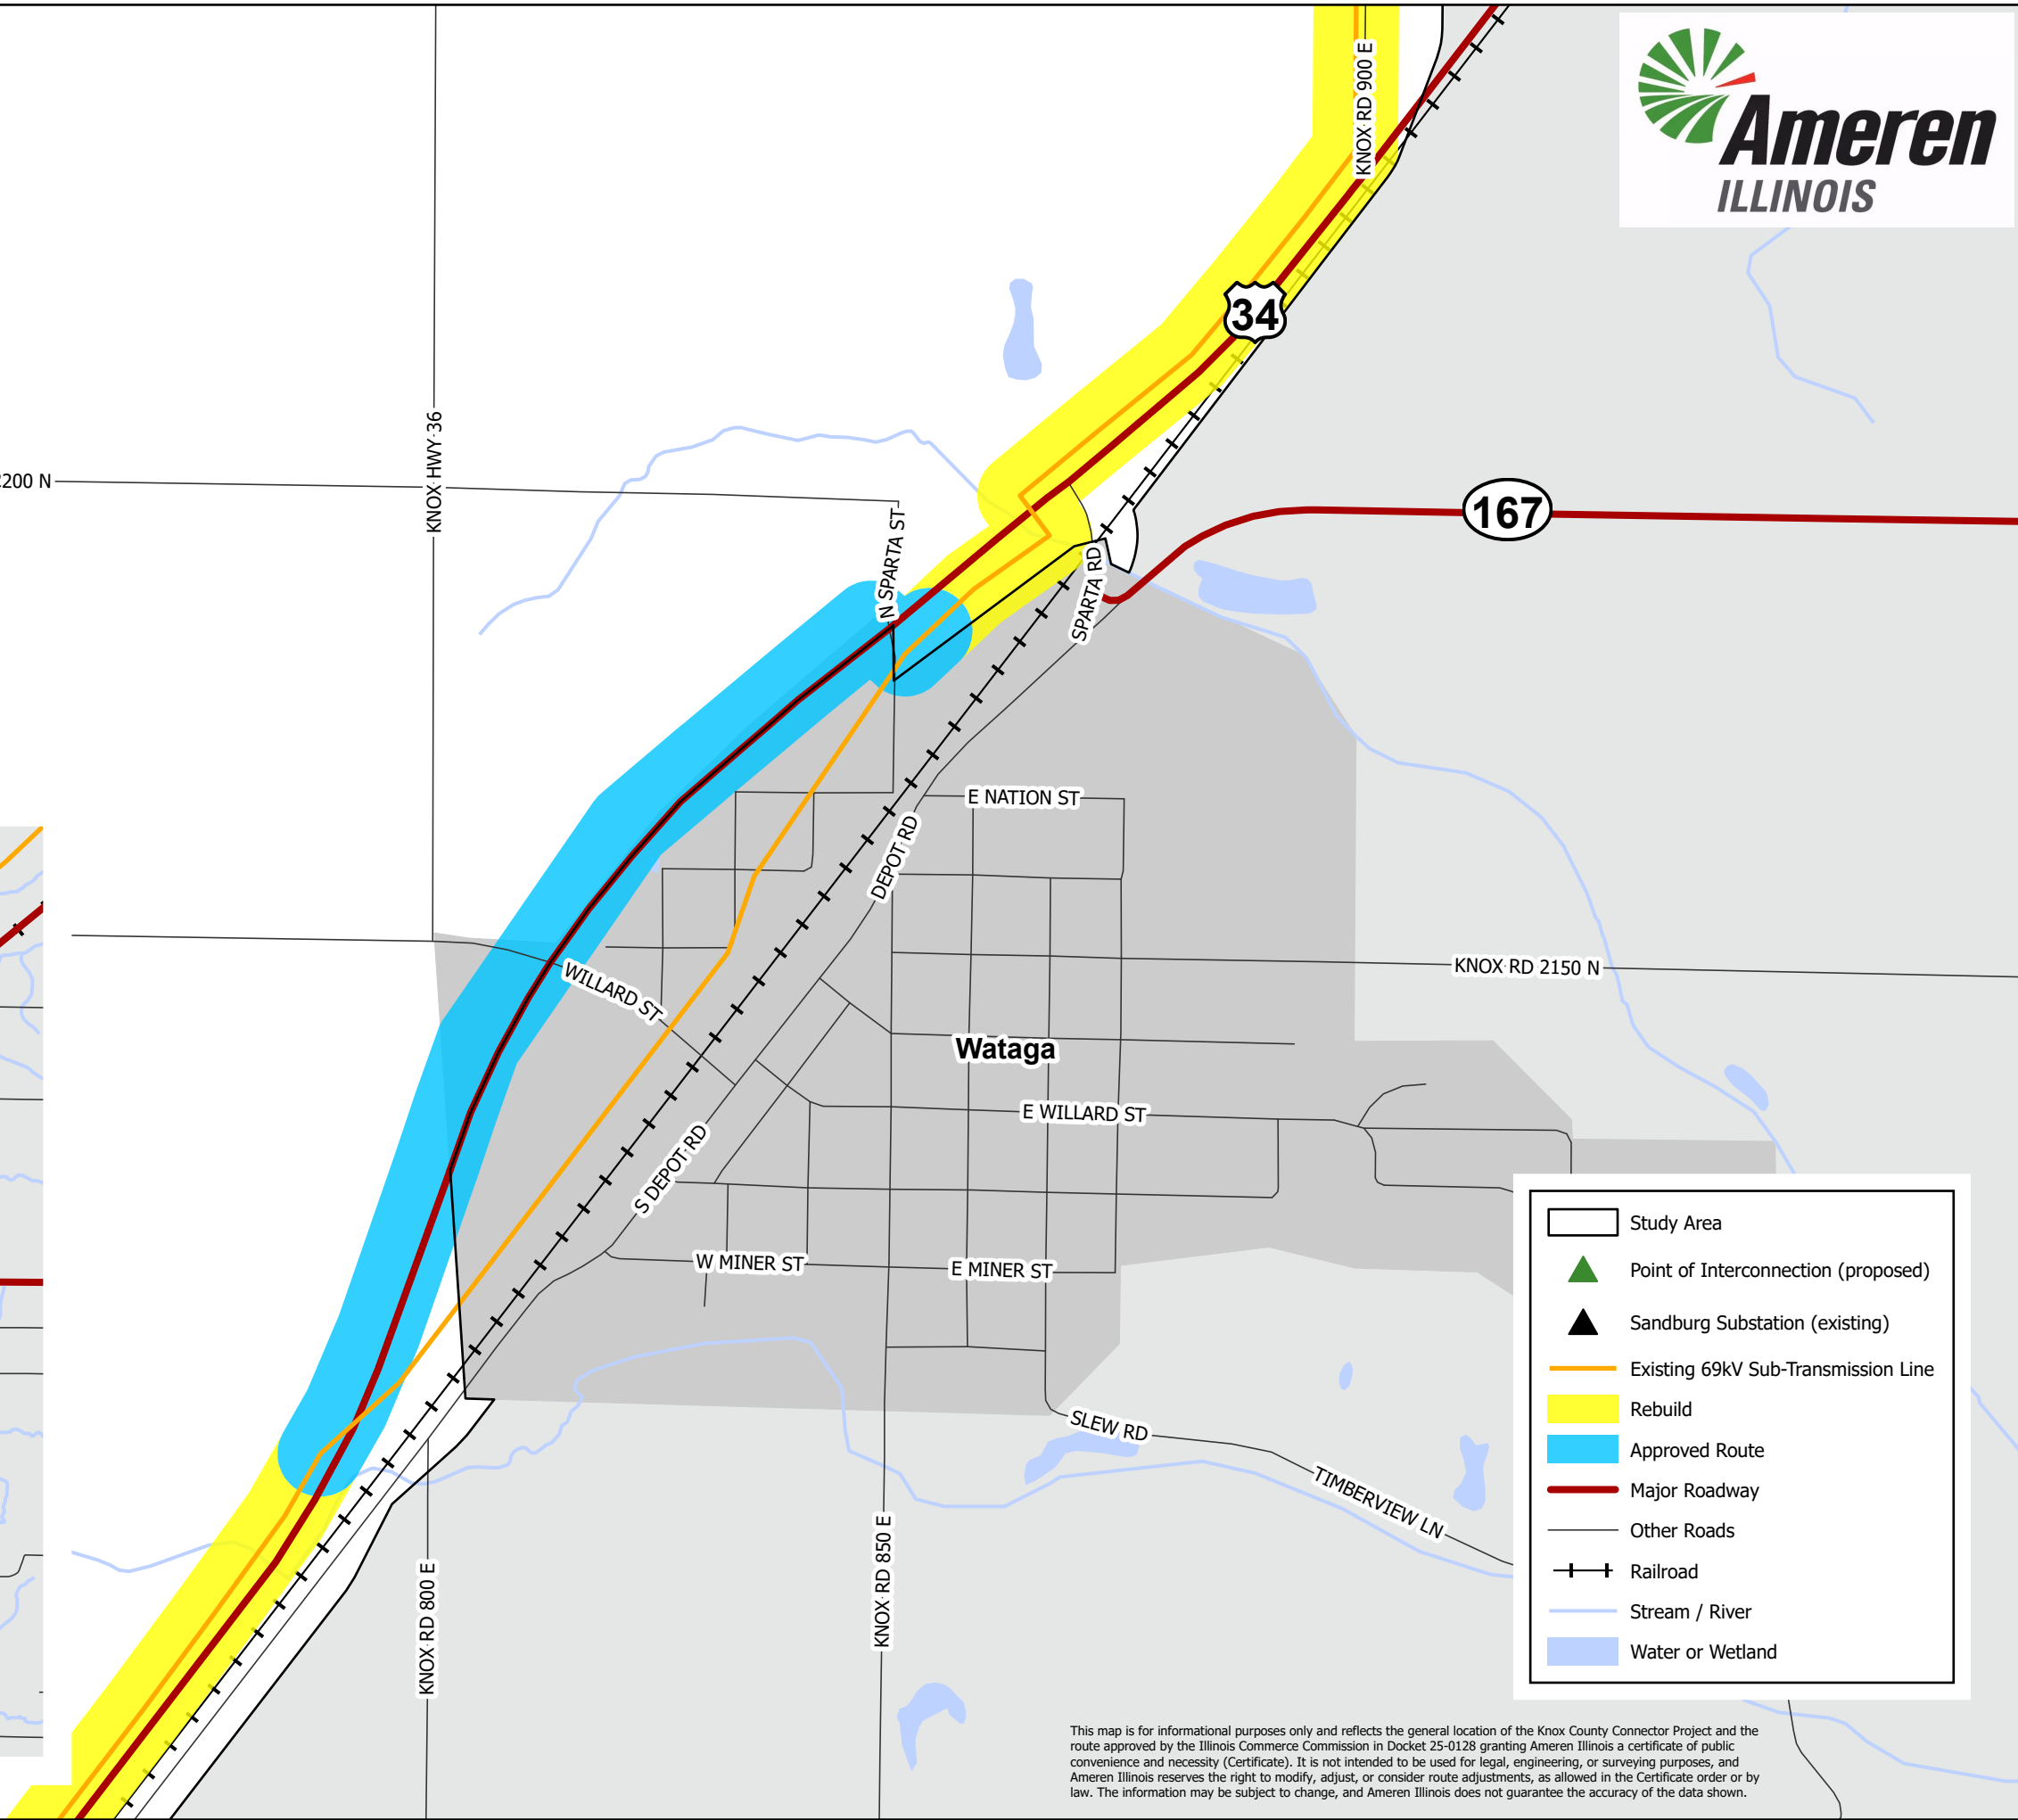 KNOX RD 900 E
Ameren
ILLINOIS
34
KNOX HWY 36
200 N
167
N SPARTA ST
SPARTA RD
E NATION ST
DEPOT RD
KNOX RD 2150 N
WILLARD ST
Wataga
E WILLARD ST
S DEPOT RD
W MINER ST
E MINER ST
SLEW RD
TIMBERVIEW LN
KNOX RD 850 E
KNOX RD 800 E
Study Area
Point of Interconnection (proposed)
Sandburg Substation (existing)
Existing 69kV Sub-Transmission Line
Rebuild
Approved Route
Major Roadway
Other Roads
Railroad
Stream / River
Water or Wetland
This map is for informational purposes only and reflects the general location of the Knox County Connector Project and the
route approved by the Illinois Commerce Commission in Docket 25-0128 granting Ameren Illinois a certificate of public
convenience and necessity (Certificate). It is not intended to be used for legal, engineering, or surveying purposes, and
Ameren Illinois reserves the right to modify, adjust, or consider route adjustments, as allowed in the Certificate order or by
law. The information may be subject to change, and Ameren Illinois does not guarantee the accuracy of the data shown.